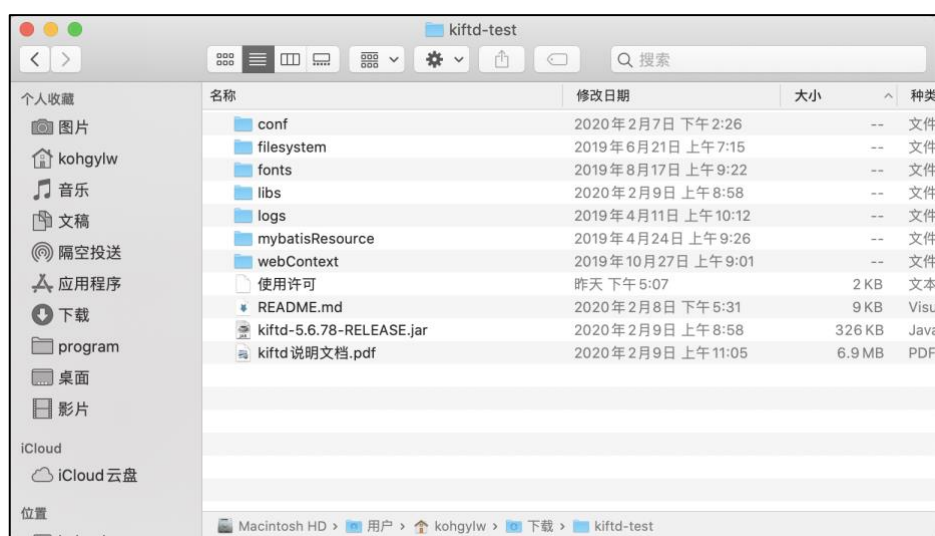 kiftd-test
搜索
个人收藏
图片
kohgylw
音乐
文稿
隔空投送
应用程序
下载
program
桌面
影片
iCloud
iCloud 云盘
位置
名称 修改日期 大小 种类
conf 2020年2月7日 下午2:26 -- 文件
filesystem 2019年6月21日 上午7:15 -- 文件
fonts 2019年8月17日 上午9:22 -- 文件
libs 2020年2月9日 上午8:58 -- 文件
logs 2019年4月11日 上午10:12 -- 文件
mybatisResource 2019年4月24日 上午9:26 -- 文件
webContext 2019年10月27日 上午9:01 -- 文件
使用许可 昨天 下午5:07 2 KB 文本
README.md 2020年2月8日 下午5:31 9 KB Visu
kiftd-5.6.78-RELEASE.jar 2020年2月9日 上午8:58 326 KB Java
kiftd说明文档.pdf 2020年2月9日 上午11:05 6.9 MB PDF
Macintosh HD › 用户 › kohgylw › 下载 › kiftd-test